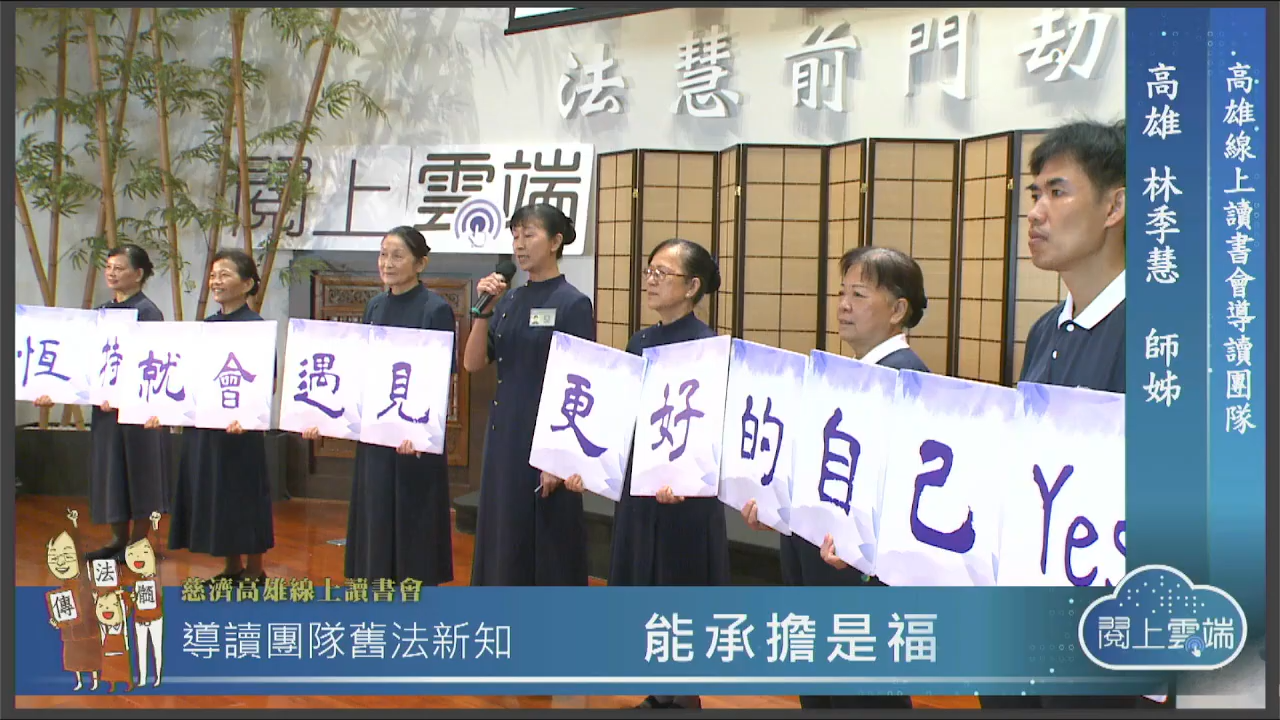 法慧前門劫
閱上雲端
恆持就會遇見更好的自己Yes
高雄線上讀書會導讀團隊
高雄 林季慧 師姊
傳法髓
慈濟高雄線上讀書會
導讀團隊舊法新知
能承擔是福
閱上雲端